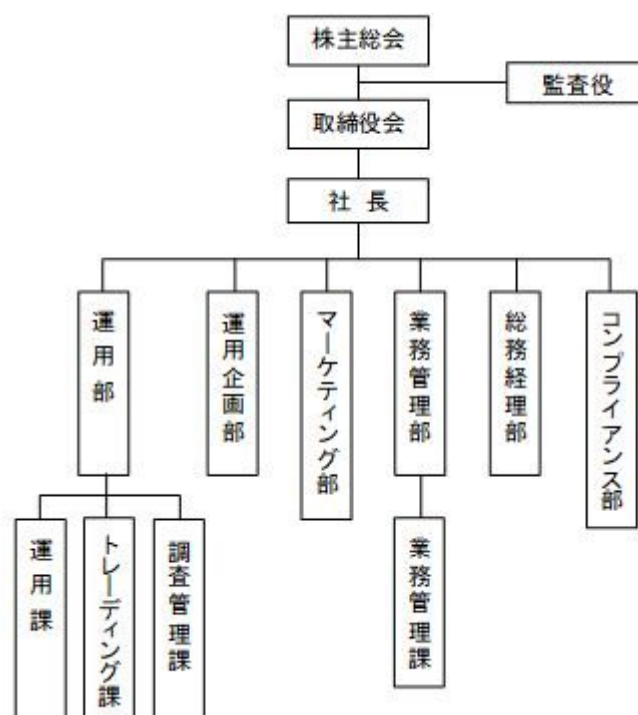 株主総会
監査役
取締役会
社 長
運用部
運用企画部
マーケティング部
業務管理部
総務経理部
コンプライアンス部
運用課
トレーディング課
調査管理課
業務管理課